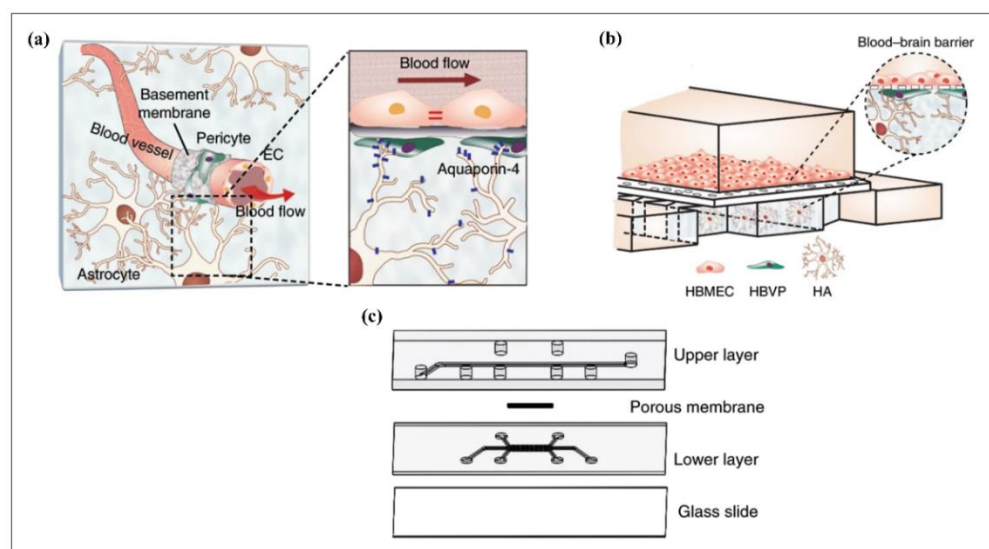 (a)
Basement
membrane
Blood vessel
Pericyte
EC
Blood flow
Astrocyte
Blood flow
=
Aquaporin-4
(b)
Blood–brain barrier
HBMEC
HBVP
HA
(c)
Upper layer
Porous membrane
Lower layer
Glass slide